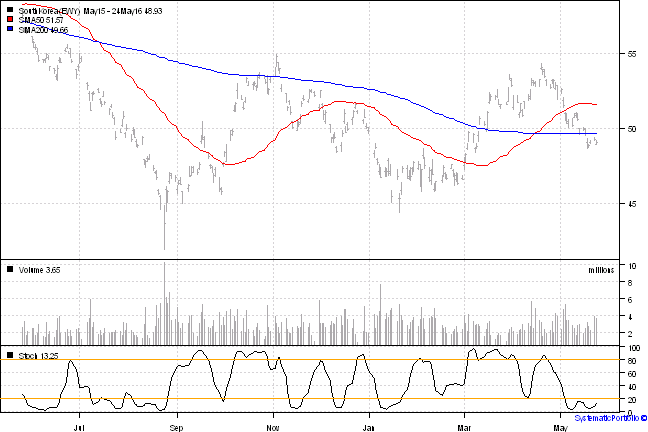 South Korea (EWY) May15 - 24May16 48.93
SMA50 51.57
SMA200 49.66
55
50
45
Volume 3.65
millions
10
8
6
4
2
Stoch 13.25
80
60
40
20
0
Jul Sep Nov Jan Mar May
SystematicPortfolio ©